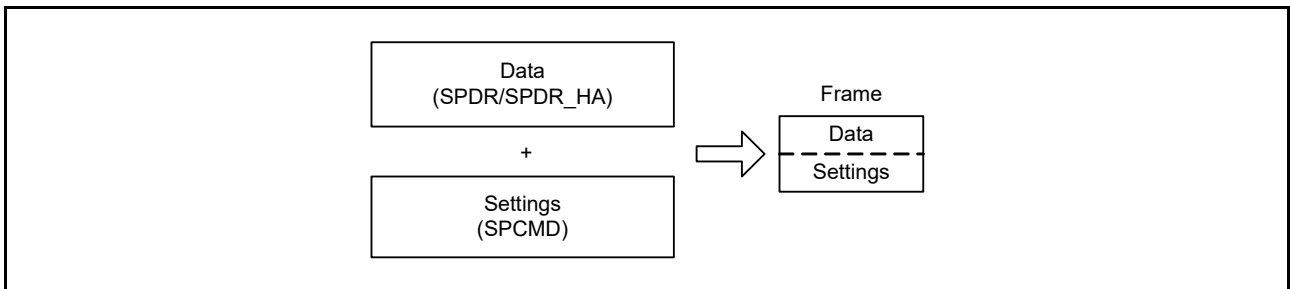 Data
(SPDR/SPDR_HA)
+
Settings
(SPCMD)
Frame
Data
Settings